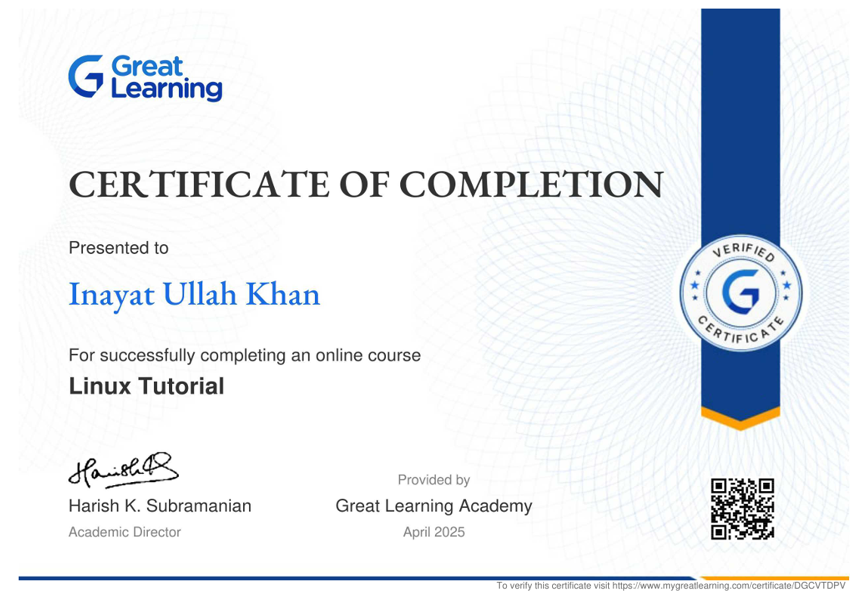 Great
Learning
CERTIFICATE OF COMPLETION
Presented to
Inayat Ullah Khan
For successfully completing an online course
Linux Tutorial
VERIFIED
CERTIFICATE
Harish K. Subramanian
Academic Director
Provided by
Great Learning Academy
April 2025
To verify this certificate visit https://www.mygreatlearning.com/certificate/DGCVTDPV